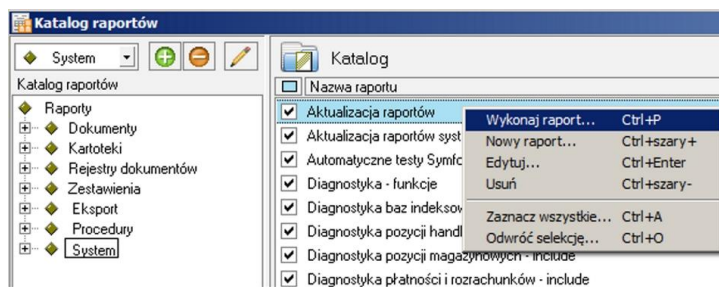 Katalog raportów
System
Katalog raportów
Raporty
Dokumenty
Kartoteki
Rejestry dokumentów
Zestawienia
Eksport
Procedury
System
Katalog
Nazwa raportu
Aktualizacja raportów
Aktualizacja raportów syst
Automatyczne testy Symfo
Diagnostyka - funkcje
Diagnostyka baz indeksow
Diagnostyka pozycji handl
Diagnostyka pozycji magazynowych - include
Diagnostyka płatności i rozrachunków - include
Wykonaj raport... Ctrl+P
Nowy raport... Ctrl+szary+
Edytuj... Ctrl+Enter
Usuń Ctrl+szary-
Zaznacz wszystkie... Ctrl+A
Odwróć selekcję... Ctrl+O